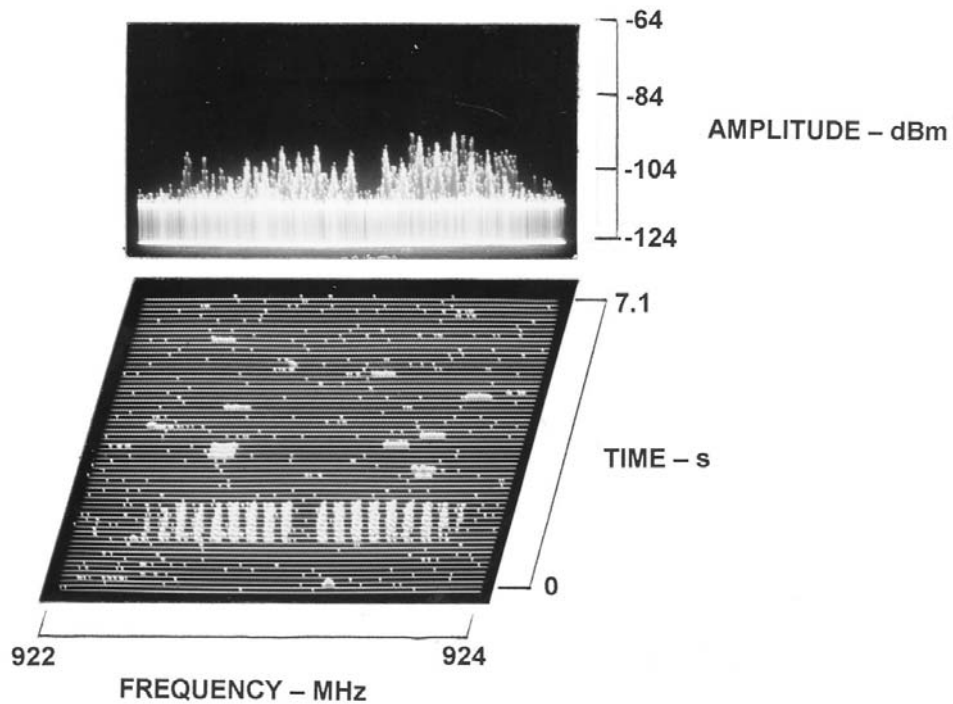 -64
-84
AMPLITUDE – dBm
-104
-124
7.1
TIME – s
0
922
924
FREQUENCY – MHz